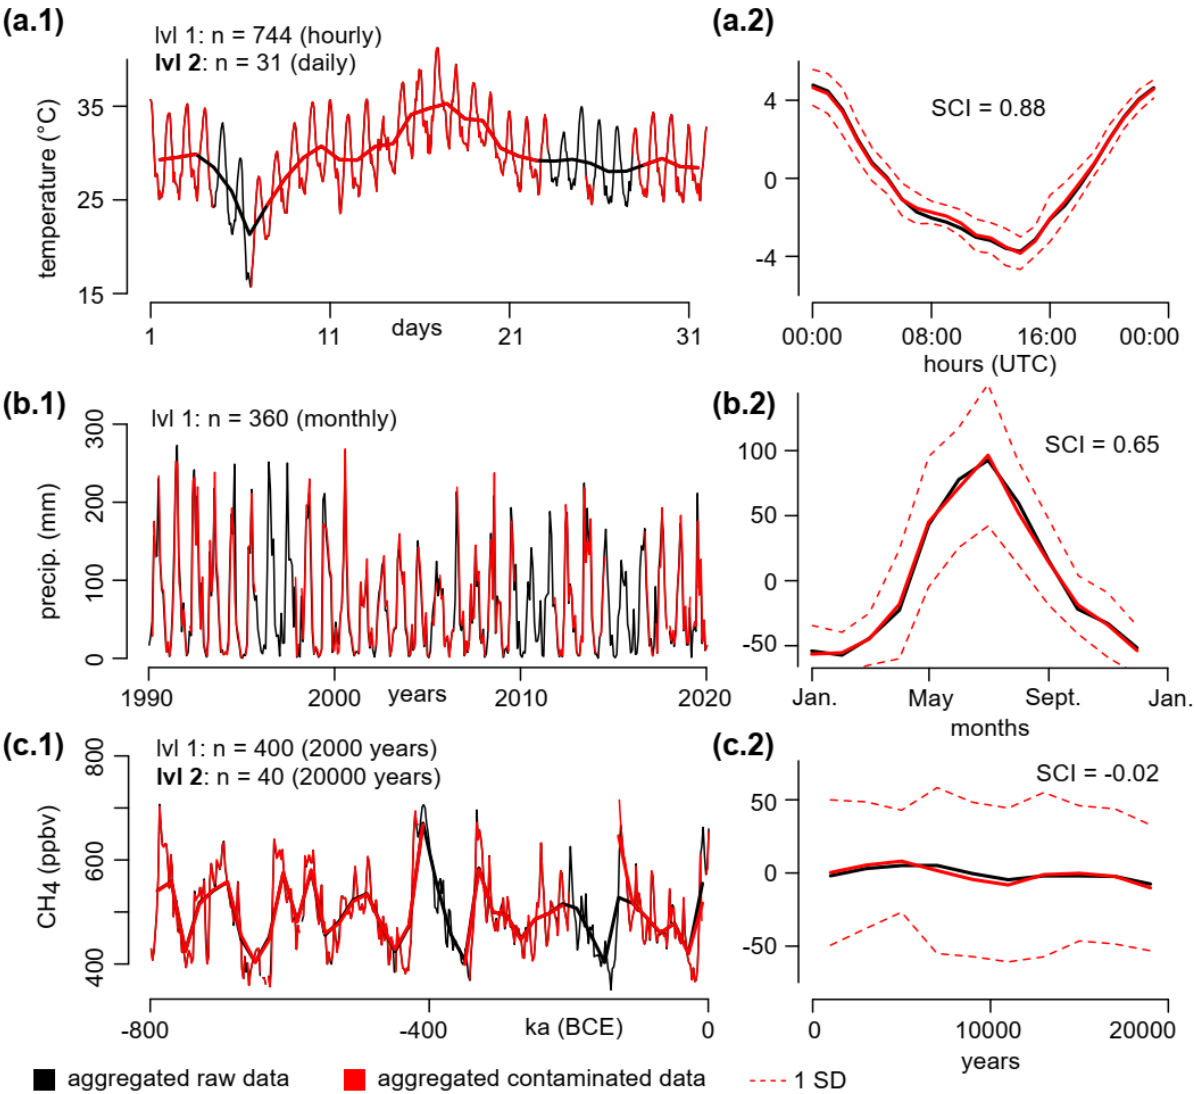 (a.1)
lvl 1: n = 744 (hourly)
lvl 2: n = 31 (daily)
temperature (°C)
35
25
15
1
11
21
31
days
(a.2)
SCI = 0.88
4
0
-4
00:00
08:00
16:00
00:00
hours (UTC)
(b.1)
lvl 1: n = 360 (monthly)
precip. (mm)
300
200
100
0
1990
2000
2010
2020
years
(b.2)
SCI = 0.65
100
50
0
-50
Jan.
May
Sept.
Jan.
months
(c.1)
lvl 1: n = 400 (2000 years)
lvl 2: n = 40 (20000 years)
CH4 (ppbv)
800
600
400
-800
-400
0
ka (BCE)
(c.2)
SCI = -0.02
50
0
-50
0
10000
20000
years
aggregated raw data
aggregated contaminated data
1 SD